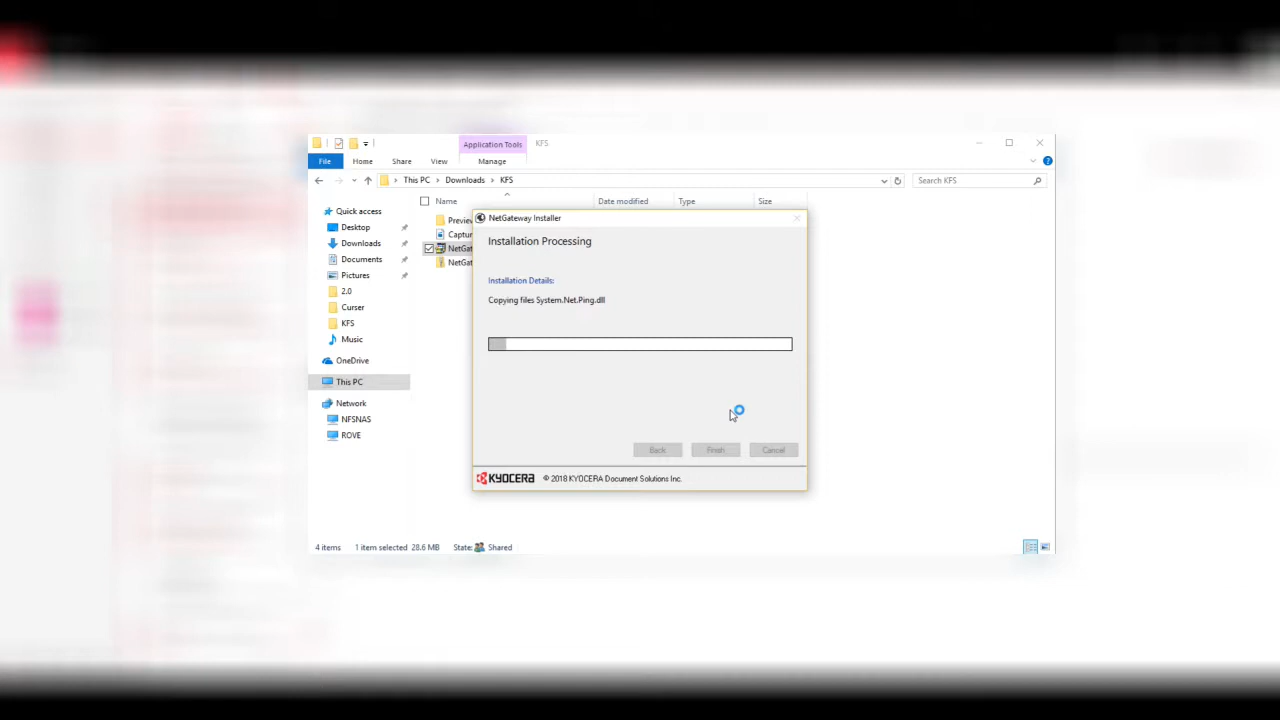 Application Tools
KFS
File
Home
Share
View
Manage
This PC
Downloads
KFS
Search KFS
Quick access
Desktop
Downloads
Documents
Pictures
2.0
Curser
KFS
Music
OneDrive
This PC
Network
NFSNAS
ROVE
Name
Date modified
Type
Size
NetGateway Installer
Installation Processing
Installation Details:
Copying files System.Net.Ping.dll
Back
Finish
Cancel
KYOCERA
© 2018 KYOCERA Document Solutions Inc.
4 items
1 item selected 28.6 MB
State: Shared